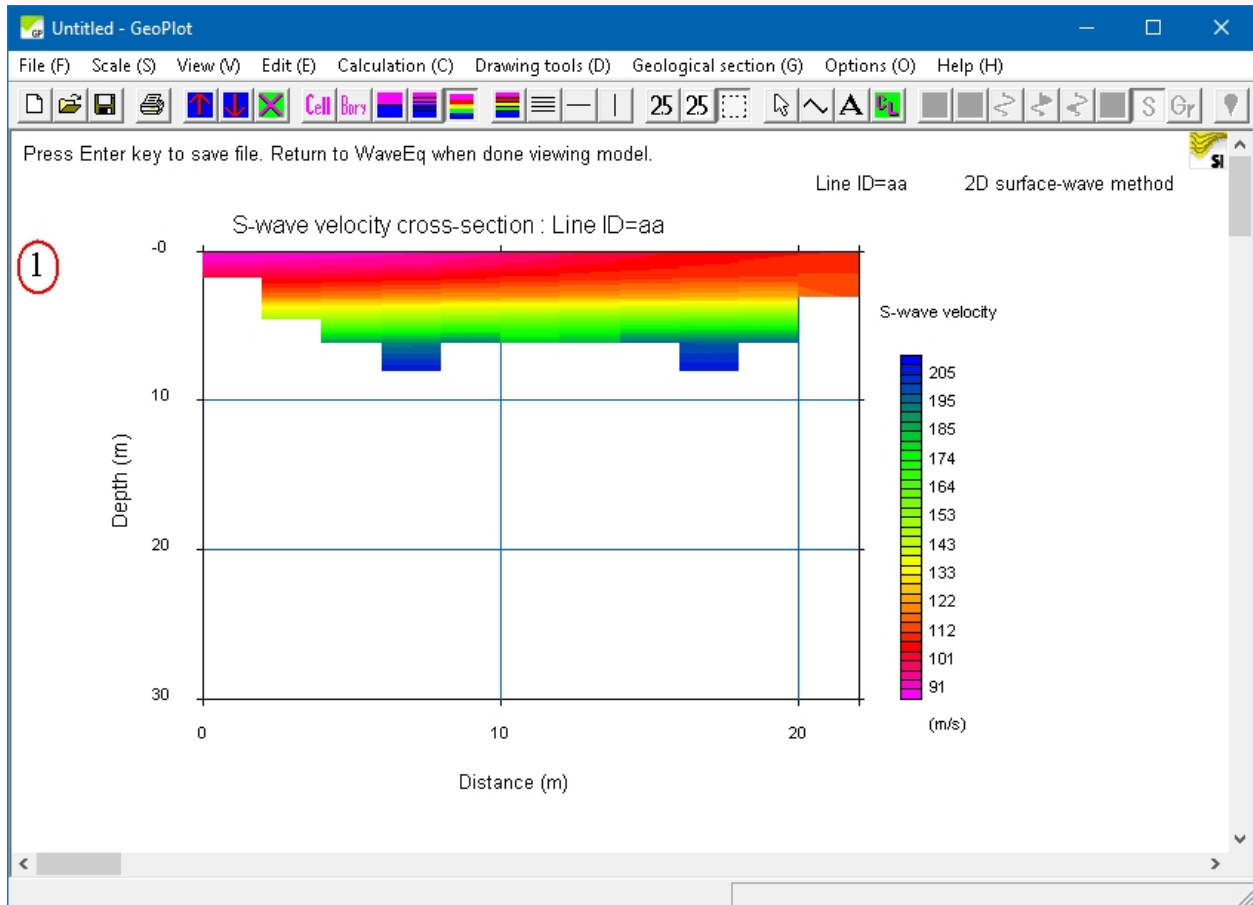 Untitled - GeoPlot
File (F) Scale (S) View (V) Edit (E) Calculation (C) Drawing tools (D) Geological section (G) Options (O) Help (H)
Cell Bory 25 25 A S Gr
Press Enter key to save file. Return to WaveEq when done viewing model.
SI
Line ID=aa 2D surface-wave method
S-wave velocity cross-section : Line ID=aa
1
-0
10
20
30
Depth (m)
0 10 20
Distance (m)
S-wave velocity
205
195
185
174
164
153
143
133
122
112
101
91
(m/s)